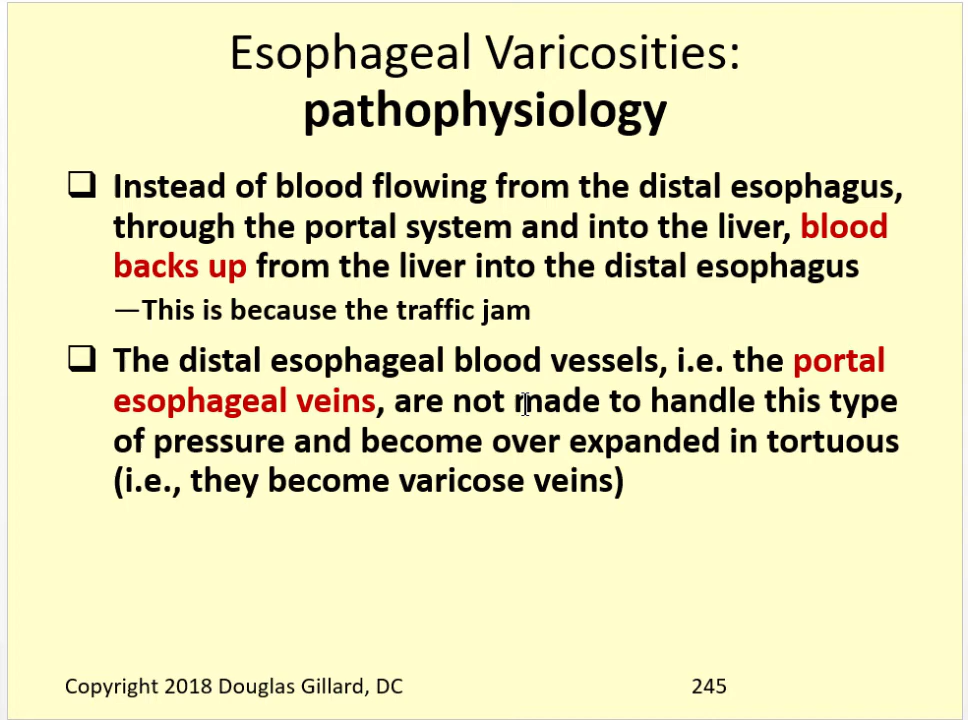 Esophageal Varicosities:
pathophysiology
Instead of blood flowing from the distal esophagus,
through the portal system and into the liver, blood
backs up from the liver into the distal esophagus
—This is because the traffic jam
The distal esophageal blood vessels, i.e. the portal
esophageal veins, are not made to handle this type
of pressure and become over expanded in tortuous
(i.e., they become varicose veins)
Copyright 2018 Douglas Gillard, DC
245